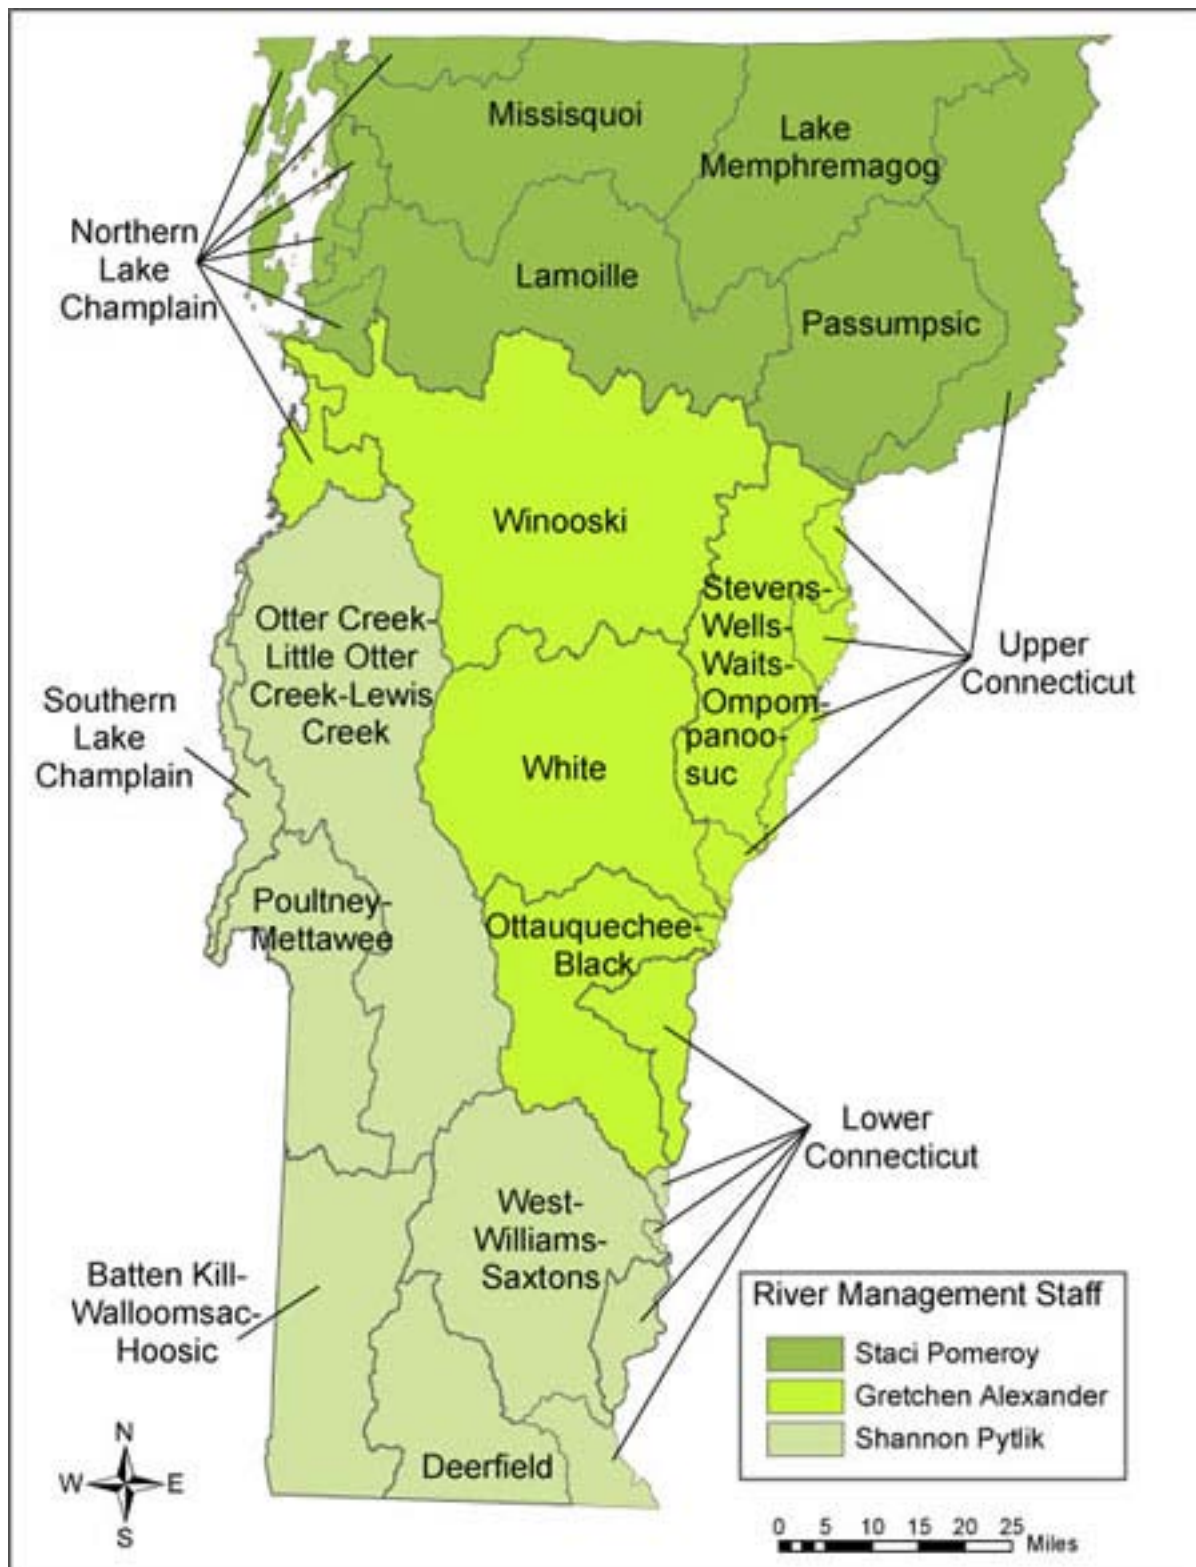 Missisquoi
Lake
Memphremagog
Northern
Lake
Champlain
Lamoille
Passumpsic
Winooski
Stevens-
Wells-
Waits-
Ompom-
panoo-
suc
Upper
Connecticut
Otter Creek-
Little Otter
Creek-Lewis
Creek
Southern
Lake
Champlain
White
Poultney-
Mettawee
Ottauquechee-
Black
Lower
Connecticut
West-
Williams-
Saxtons
Batten Kill-
Walloomsac-
Hoosic
Deerfield
River Management Staff
Staci Pomeroy
Gretchen Alexander
Shannon Pytlik
N
W E
S
0 5 10 15 20 25
Miles